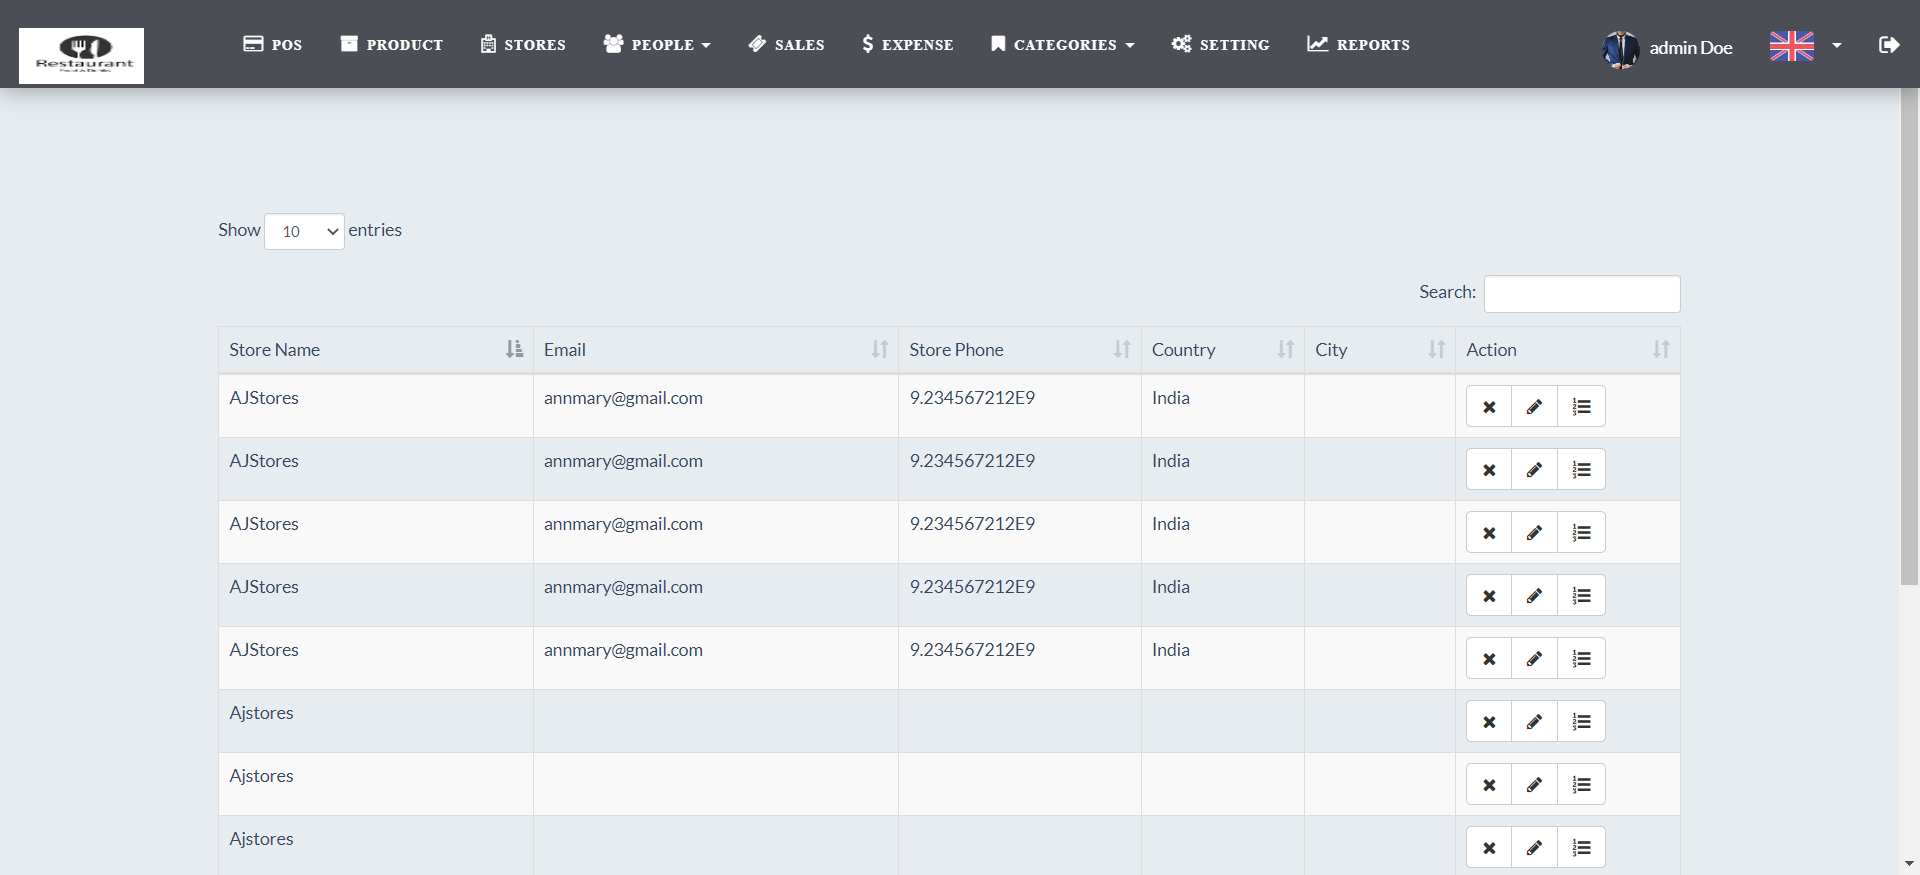 Restaurant
POS PRODUCT STORES PEOPLE SALES EXPENSE CATEGORIES SETTING REPORTS admin Doe
Show 10 entries
Search:
Store Name Email Store Phone Country City Action
AJStores annmary@gmail.com 9.234567212E9 India
AJStores annmary@gmail.com 9.234567212E9 India
AJStores annmary@gmail.com 9.234567212E9 India
AJStores annmary@gmail.com 9.234567212E9 India
AJStores annmary@gmail.com 9.234567212E9 India
Ajstores
Ajstores
Ajstores